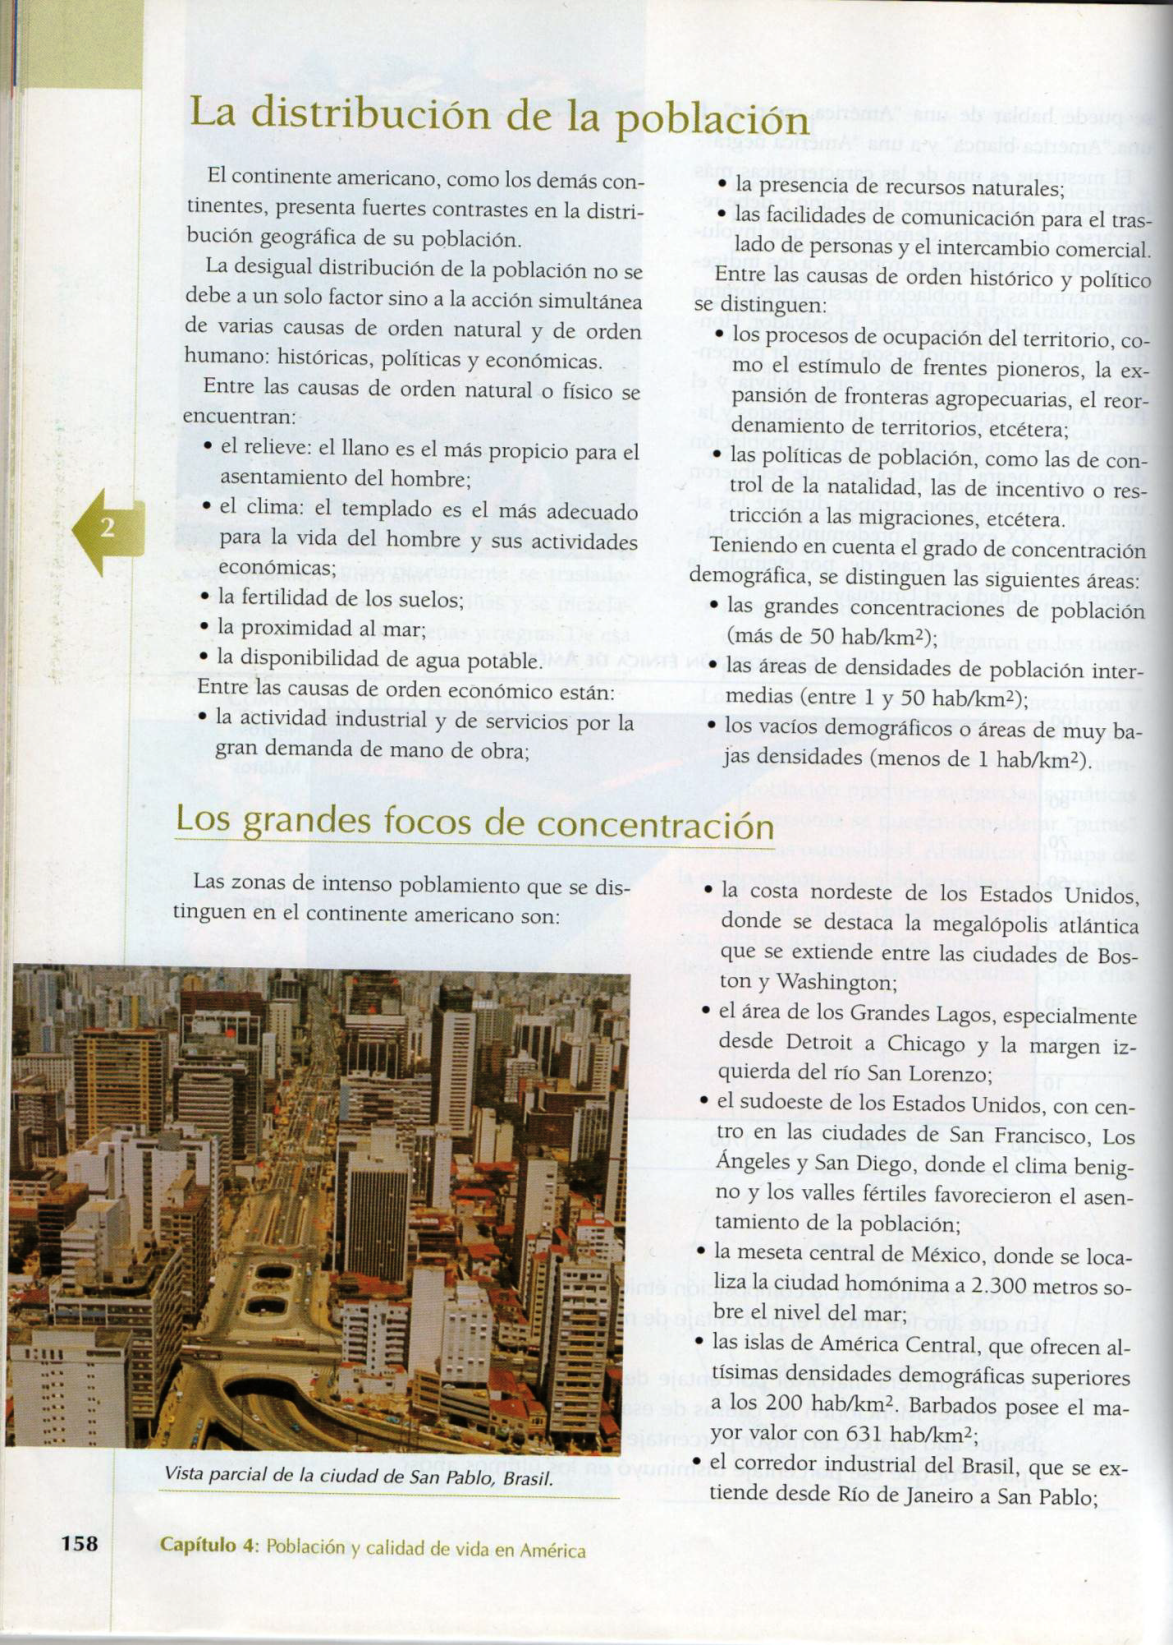 La distribución de la población
El continente americano, como los demás con-
tinentes, presenta fuertes contrastes en la distri-
bución geográfica de su población.
La desigual distribución de la población no se
debe a un solo factor sino a la acción simultánea
de varias causas de orden natural y de orden
humano: históricas, políticas y económicas.
Entre las causas de orden natural o físico se
encuentran:
• el relieve: el llano es el más propicio para el
asentamiento del hombre;
• el clima: el templado es el más adecuado
para la vida del hombre y sus actividades
económicas;
• la fertilidad de los suelos;
• la proximidad al mar;
• la disponibilidad de agua potable.
Entre las causas de orden económico están:
• la actividad industrial y de servicios por la
gran demanda de mano de obra;
• la presencia de recursos naturales;
• las facilidades de comunicación para el tras-
lado de personas y el intercambio comercial.
Entre las causas de orden histórico y político
se distinguen:
• los procesos de ocupación del territorio, co-
mo el estímulo de frentes pioneros, la ex-
pansión de fronteras agropecuarias, el reor-
denamiento de territorios, etcétera;
• las políticas de población, como las de con-
trol de la natalidad, las de incentivo o res-
tricción a las migraciones, etcétera.
Teniendo en cuenta el grado de concentración
demográfica, se distinguen las siguientes áreas:
• las grandes concentraciones de población
(más de 50 hab/km²);
• las áreas de densidades de población inter-
medias (entre 1 y 50 hab/km²);
• los vacíos demográficos o áreas de muy ba-
jas densidades (menos de 1 hab/km²).
2
Los grandes focos de concentración
Las zonas de intenso poblamiento que se dis-
tinguen en el continente americano son:
• la costa nordeste de los Estados Unidos,
donde se destaca la megalópolis atlántica
que se extiende entre las ciudades de Bos-
ton y Washington;
• el área de los Grandes Lagos, especialmente
desde Detroit a Chicago y la margen iz-
quierda del río San Lorenzo;
• el sudoeste de los Estados Unidos, con cen-
tro en las ciudades de San Francisco, Los
Ángeles y San Diego, donde el clima benig-
no y los valles fértiles favorecieron el asen-
tamiento de la población;
• la meseta central de México, donde se loca-
liza la ciudad homónima a 2.300 metros so-
bre el nivel del mar;
• las islas de América Central, que ofrecen al-
tísimas densidades demográficas superiores
a los 200 hab/km². Barbados posee el ma-
yor valor con 631 hab/km²;
• el corredor industrial del Brasil, que se ex-
tiende desde Río de Janeiro a San Pablo;
Vista parcial de la ciudad de San Pablo, Brasil.
158
Capítulo 4: Población y calidad de vida en América